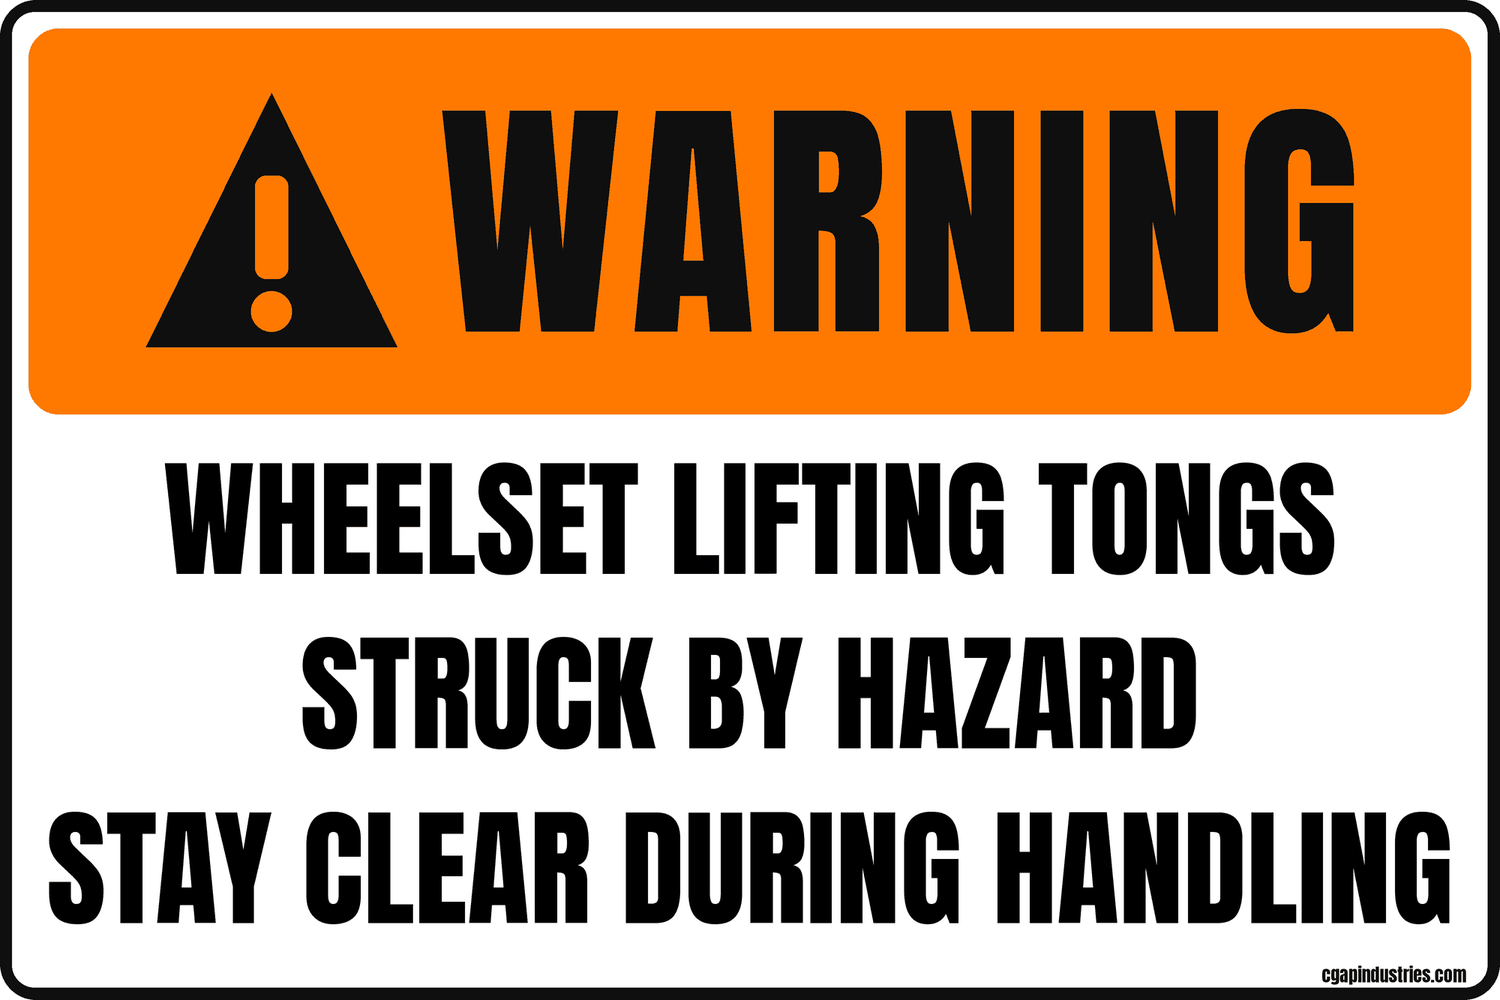 WARNING
WHEELSET LIFTING TONGS
STRUCK BY HAZARD
STAY CLEAR DURING HANDLING
cgapindustries.com